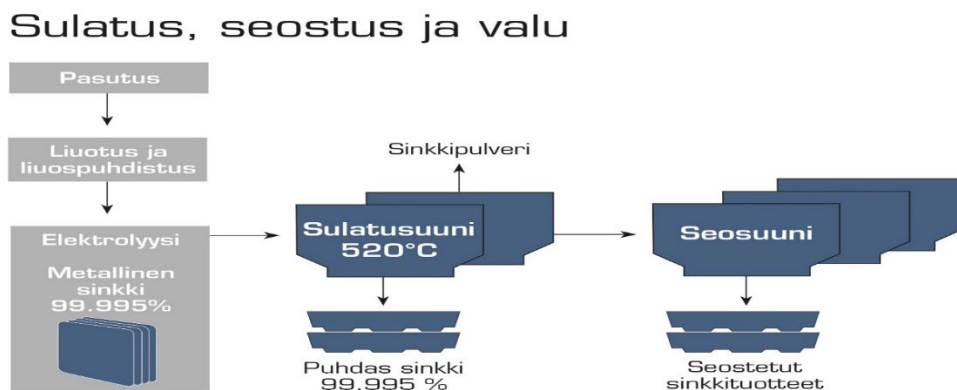 Sulatus, seostus ja valu
Pasutus
Liuotus ja
liuospuhdistus
Elektrolyysi
Metallinen
sinkki
99.995%
Sinkkipulveri
Sulatusuuni
520°C
Puhdas sinkki
99.995 %
Seosuuni
Seostetut
sinkkituotteet